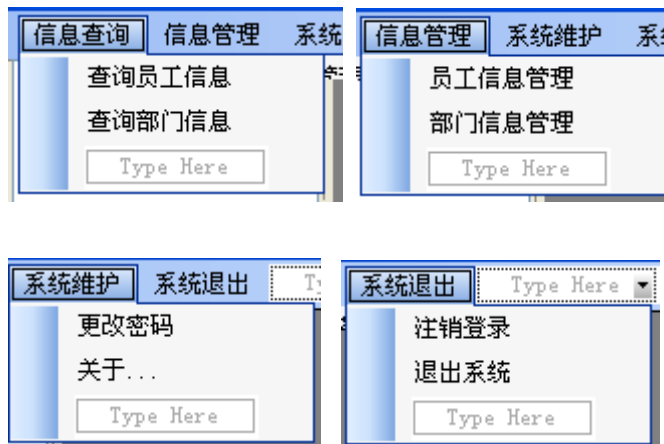 信息查询 信息管理 系统
查询员工信息
查询部门信息
Type Here
信息管理 系统维护
员工信息管理
部门信息管理
Type Here
系统维护 系统退出
更改密码
关于...
Type Here
系统退出 Type Here
注销登录
退出系统
Type Here